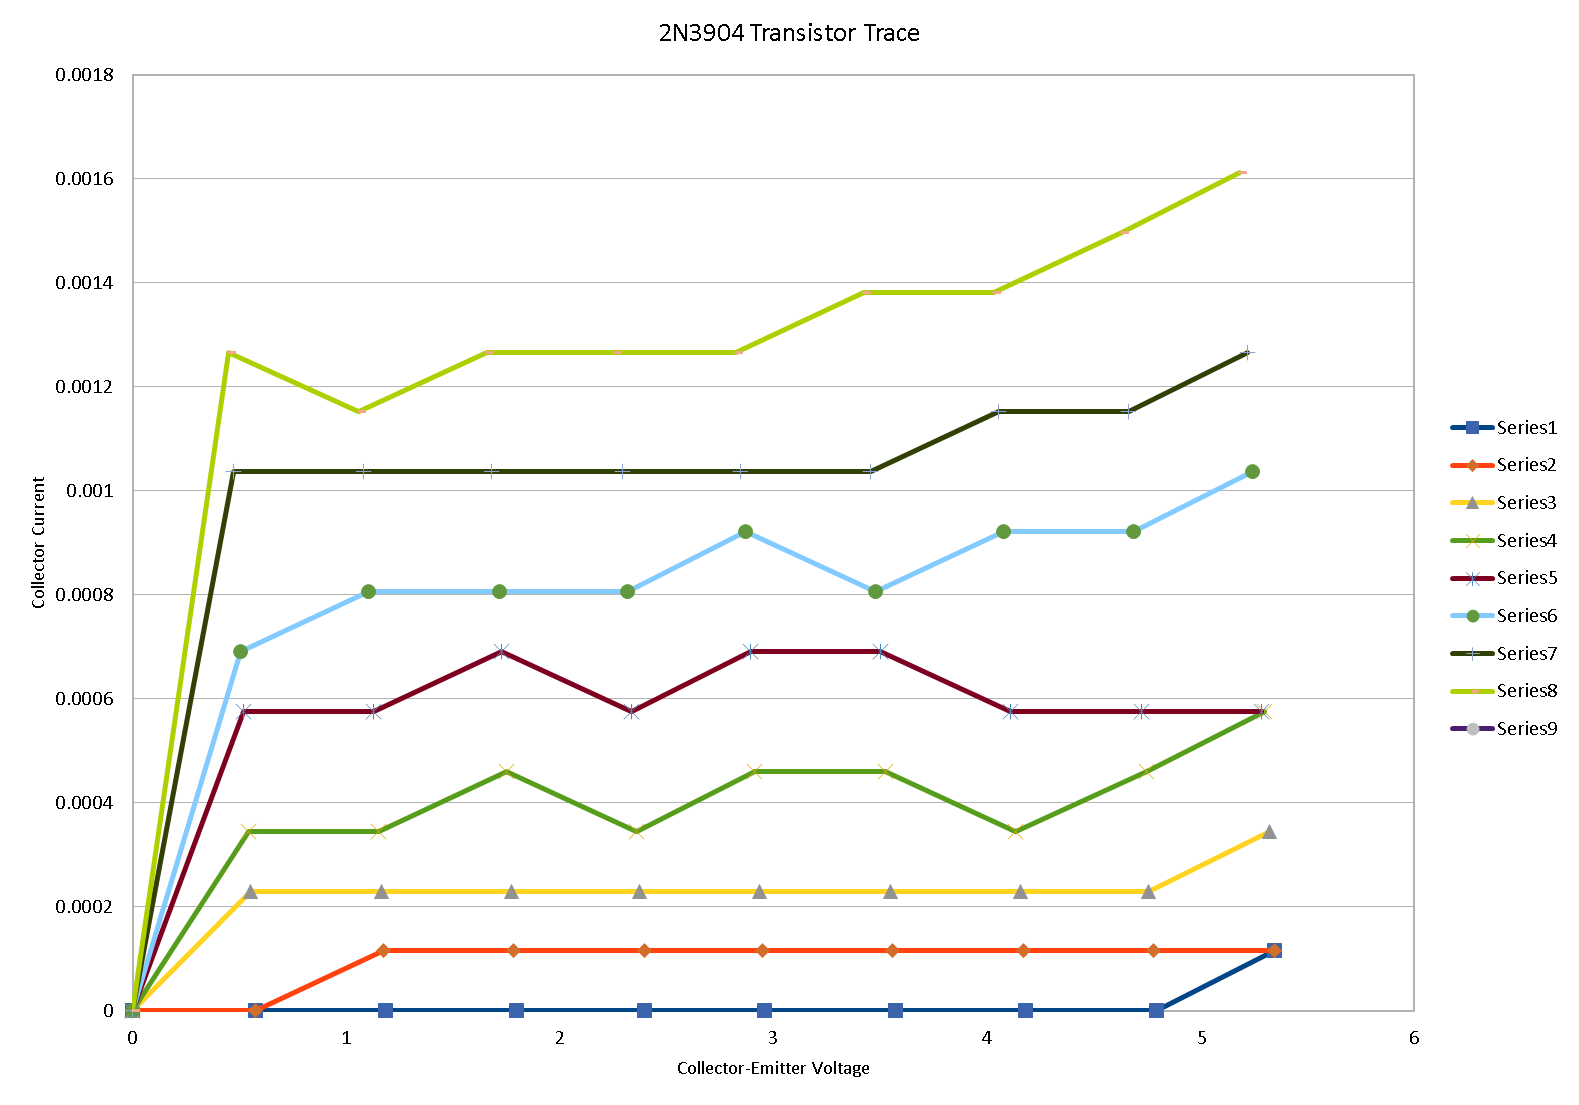 2N3904 Transistor Trace
0.0018
0.0016
0.0014
0.0012
0.001
0.0008
0.0006
0.0004
0.0002
0
Collector Current
0 1 2 3 4 5 6
Collector-Emitter Voltage
Series1
Series2
Series3
Series4
Series5
Series6
Series7
Series8
Series9